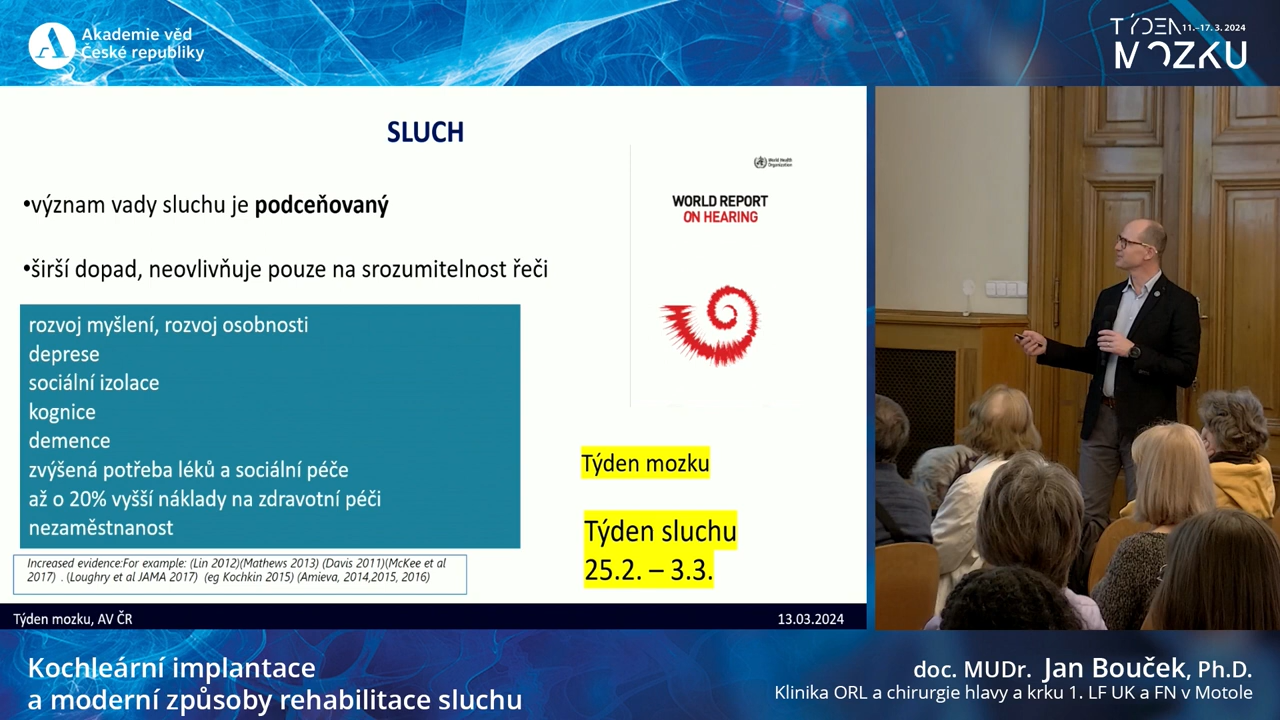 Akademie věd
České republiky
TÝDEN 11.–17. 3. 2024
MOZKU
SLUCH
•význam vady sluchu je podceňovaný
•širší dopad, neovlivňuje pouze na srozumitelnost řeči
rozvoj myšlení, rozvoj osobnosti
deprese
sociální izolace
kognice
demence
zvýšená potřeba léků a sociální péče
až o 20% vyšší náklady na zdravotní péči
nezaměstnanost
Increased evidence:For example: (Lin 2012)(Mathews 2013) (Davis 2011)(McKee et al
2017) . (Loughry et al JAMA 2017) (eg Kochkin 2015) (Amieva, 2014,2015, 2016)
World Health
Organization
WORLD REPORT
ON HEARING
Týden mozku
Týden sluchu
25.2. – 3.3.
Týden mozku, AV ČR
13.03.2024
Kochleární implantace
a moderní způsoby rehabilitace sluchu
doc. MUDr. Jan Bouček, Ph.D.
Klinika ORL a chirurgie hlavy a krku 1. LF UK a FN v Motole